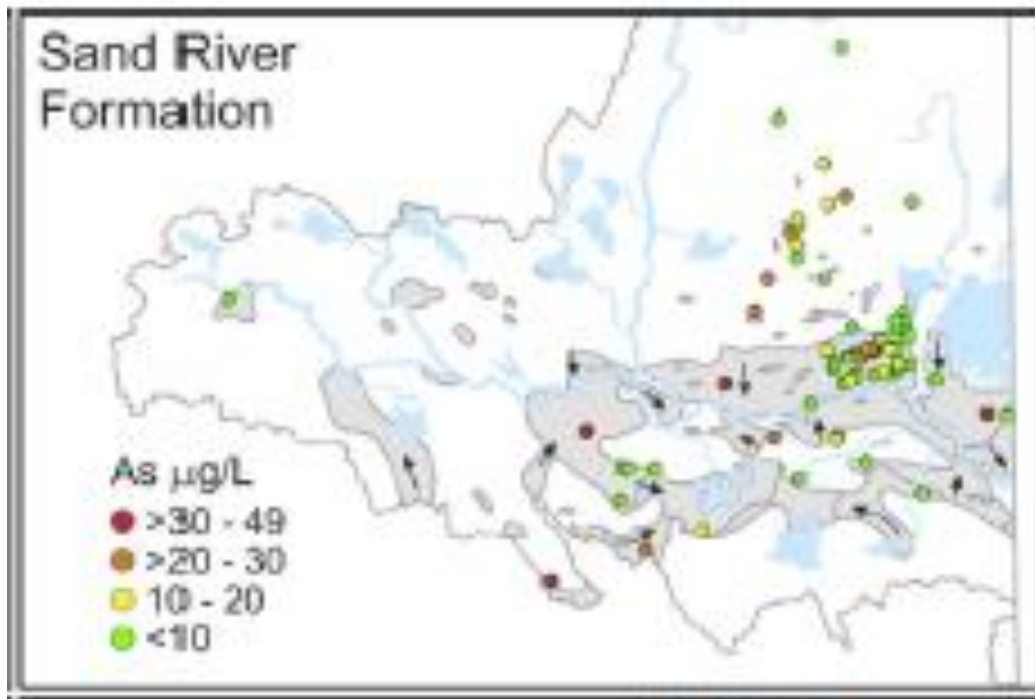 Sand River
Formation
As µg/L
>30 - 49
>20 - 30
10 - 20
<10